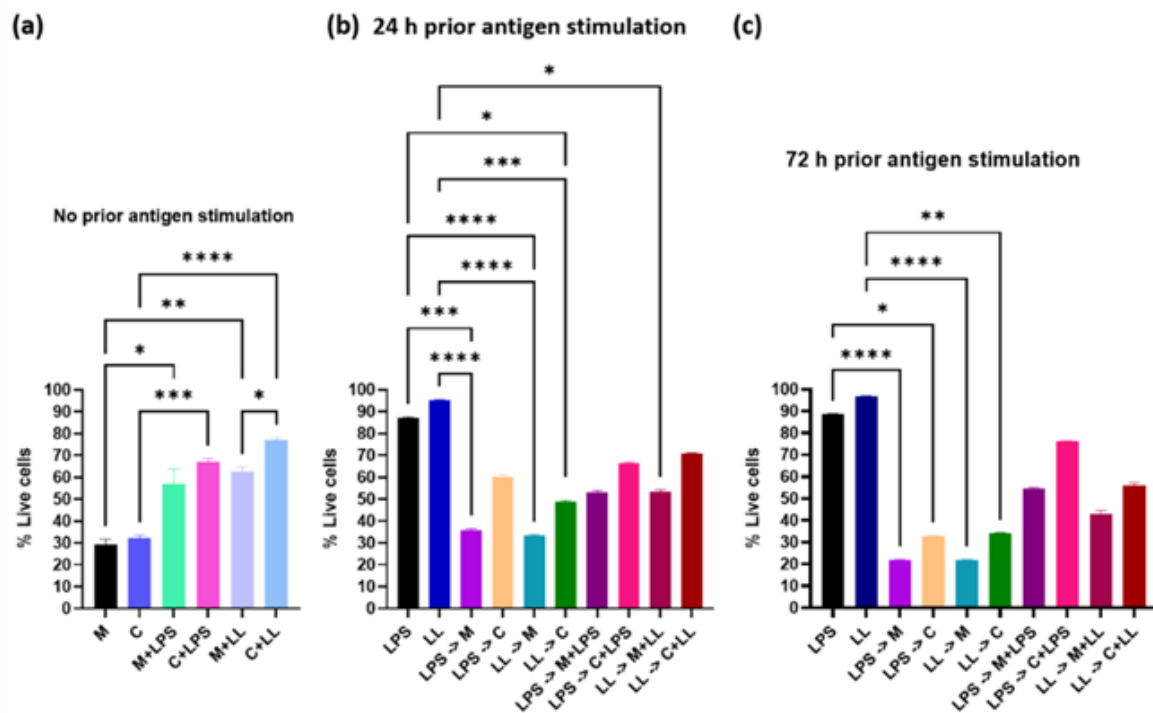 (a)
No prior antigen stimulation
****
**
*
***
*
% Live cells
100
90
80
70
60
50
40
30
20
10
0
M
C
M+LPS
C+LPS
M+LL
C+LL
(b) 24 h prior antigen stimulation
*
*
***
****
****
***
****
% Live cells
100
90
80
70
60
50
40
30
20
10
0
LPS
LL
LPS -> M
LPS -> C
LL -> M
LL -> C
LPS -> M+LPS
LPS -> C+LPS
LL -> M+LL
LL -> C+LL
(c)
72 h prior antigen stimulation
**
****
*
****
% Live cells
100
90
80
70
60
50
40
30
20
10
0
LPS
LL
LPS -> M
LPS -> C
LL -> M
LL -> C
LPS -> M+LPS
LPS -> C+LPS
LL -> M+LL
LL -> C+LL